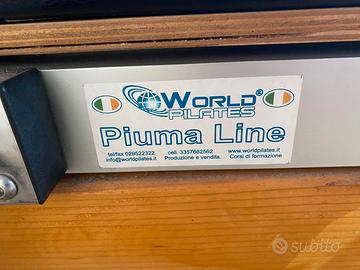 WORLD®
PILATES
Piuma Line
tel/fax 029522322 cell. 3357662562 www.worldpilates.it
info@worldpilates.it Produzione e vendita. Corsi di formazione
subito